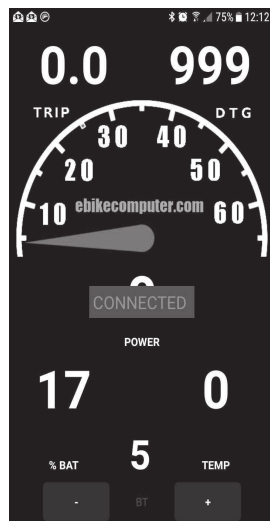 75% 12:12
0.0 999
TRIP DTG
30 40
20 50
10 ebikecomputer.com 60
CONNECTED
POWER
17 0
5
% BAT TEMP
- BT +